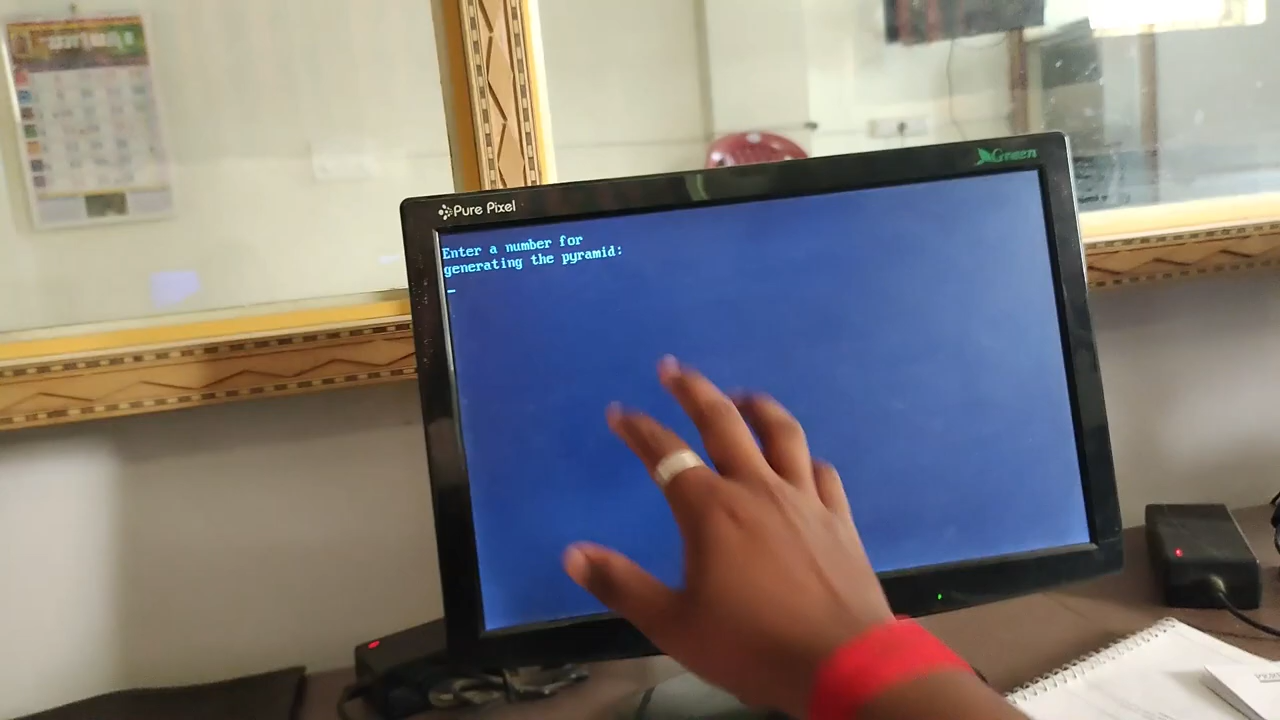 Pure Pixel
Green
Enter a number for
generating the pyramid: